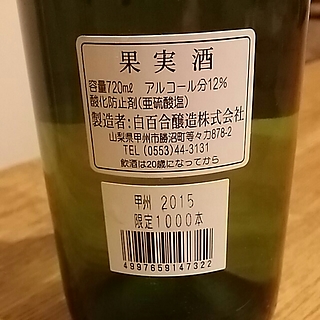 果実酒
容量720mℓ アルコール分12%
酸化防止剤(亜硫酸塩)
製造者:白百合醸造株式会社
山梨県甲州市勝沼町等々力878-2
TEL (0553)44-3131
飲酒は20歳になってから
甲州 2015
限定1000本
4997659147322